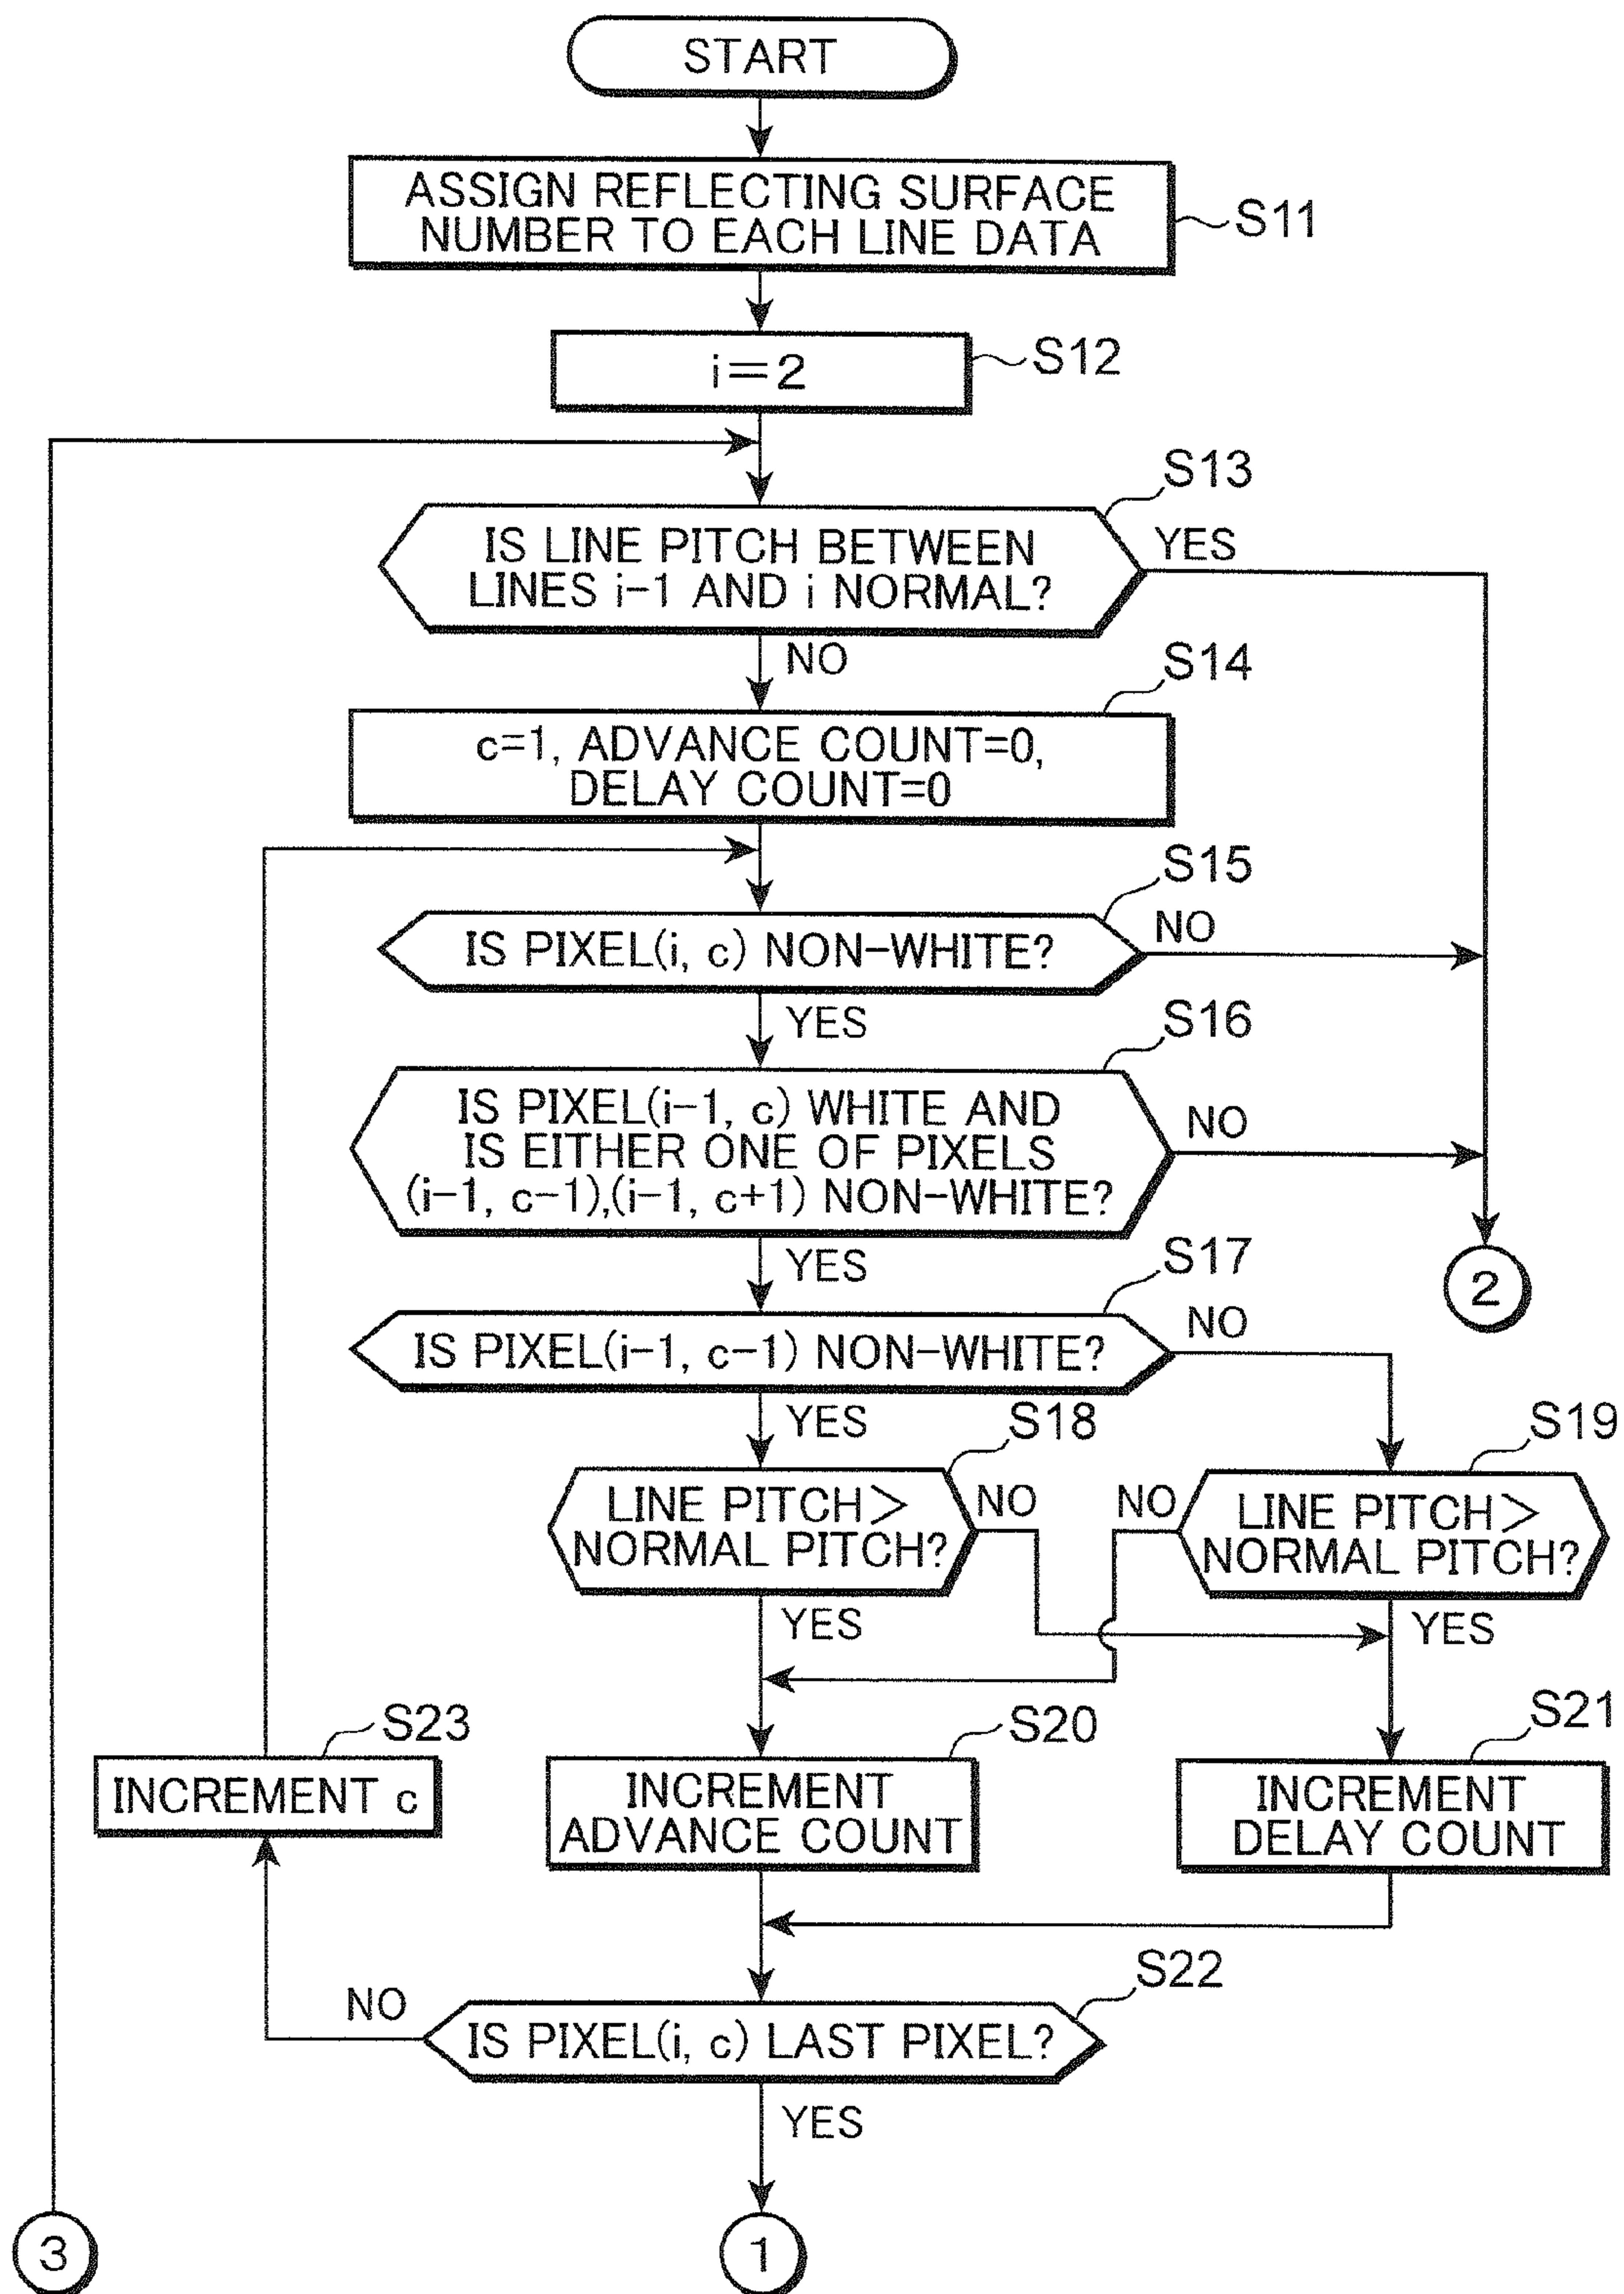 START
ASSIGN REFLECTING SURFACE
NUMBER TO EACH LINE DATA
S11
i=2
S12
S13
IS LINE PITCH BETWEEN
LINES i-1 AND i NORMAL?
YES
NO
S14
c=1, ADVANCE COUNT=0,
DELAY COUNT=0
S15
IS PIXEL(i, c) NON-WHITE?
NO
YES
S16
IS PIXEL(i-1, c) WHITE AND
IS EITHER ONE OF PIXELS
(i-1, c-1),(i-1, c+1) NON-WHITE?
NO
YES
S17
2
IS PIXEL(i-1, c-1) NON-WHITE?
NO
YES
S18
S19
LINE PITCH>
NORMAL PITCH?
NO
NO
LINE PITCH>
NORMAL PITCH?
YES
YES
S23
S20
S21
INCREMENT c
INCREMENT
ADVANCE COUNT
INCREMENT
DELAY COUNT
S22
NO
IS PIXEL(i, c) LAST PIXEL?
YES
3
1